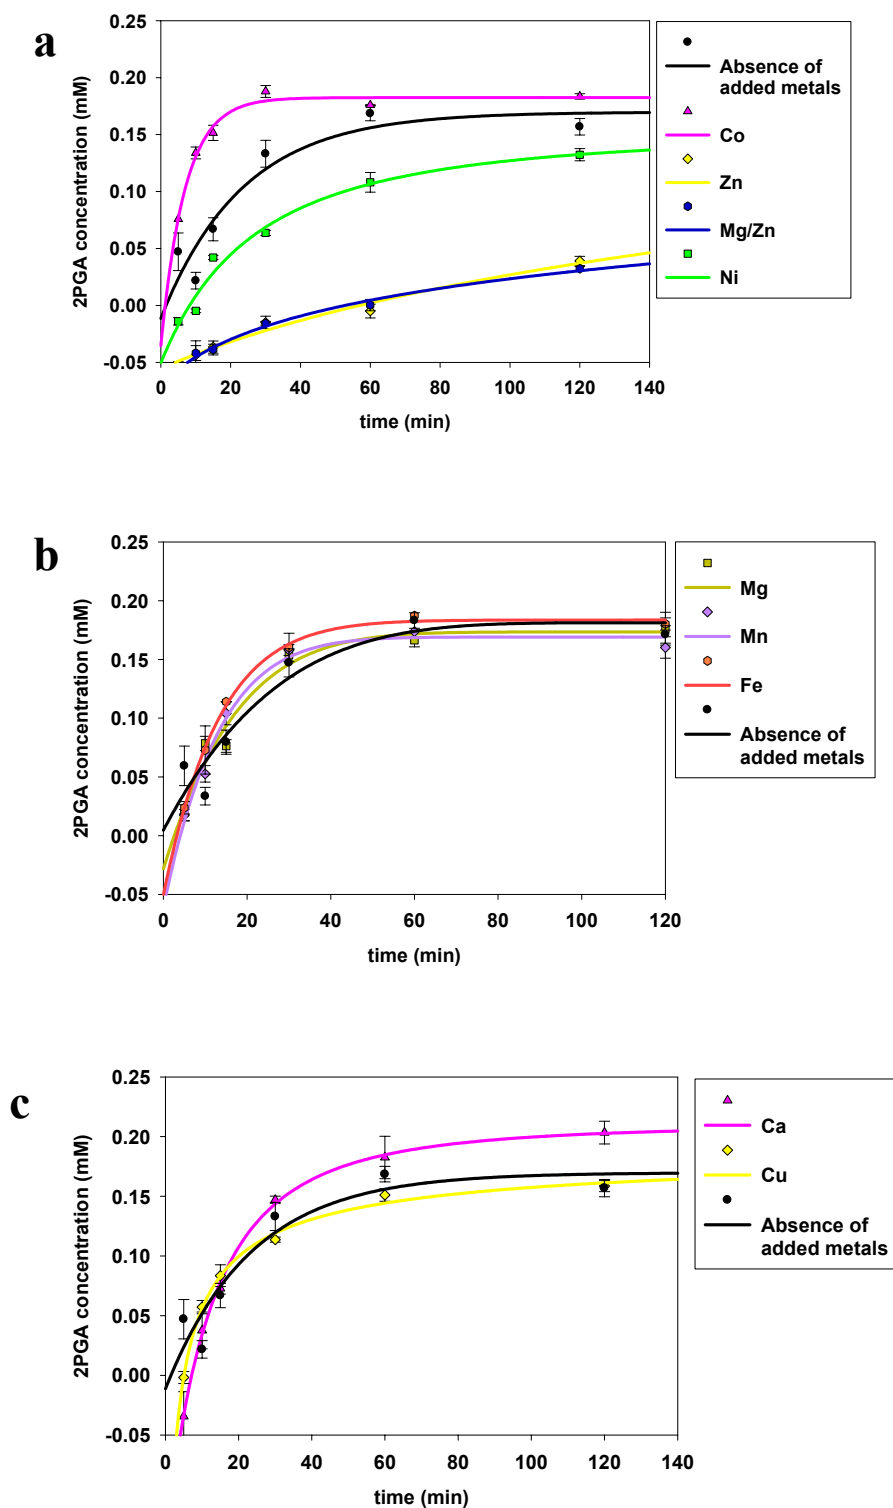 a
2PGA concentration (mM)
0.25
0.20
0.15
0.10
0.05
0.00
-0.05
0 20 40 60 80 100 120 140
time (min)
Absence of
added metals
Co
Zn
Mg/Zn
Ni
b
2PGA concentration (mM)
0.25
0.20
0.15
0.10
0.05
0.00
-0.05
0 20 40 60 80 100 120
time (min)
Mg
Mn
Fe
Absence of
added metals
c
2PGA concentration (mM)
0.25
0.20
0.15
0.10
0.05
0.00
-0.05
0 20 40 60 80 100 120 140
time (min)
Ca
Cu
Absence of
added metals